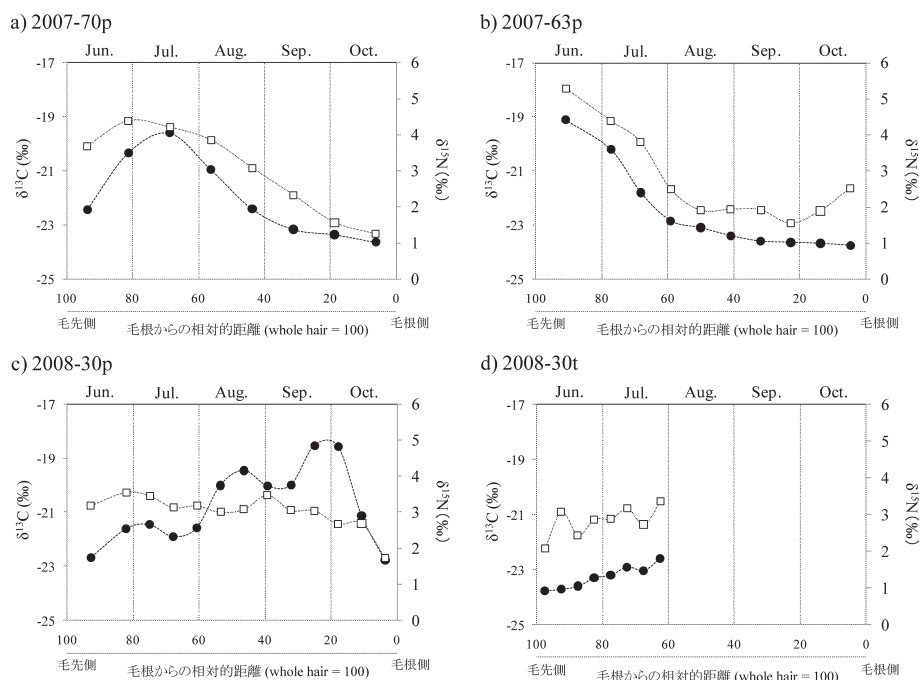 a) 2007-70p
Jun. Jul. Aug. Sep. Oct.
-17 -19 -21 -23 -25
δ¹³C (‰)
6 5 4 3 2 1 0
δ¹⁵N (‰)
100 80 60 40 20 0
毛先側 毛根からの相対的距離 (whole hair = 100) 毛根側
b) 2007-63p
Jun. Jul. Aug. Sep. Oct.
-17 -19 -21 -23 -25
δ¹³C (‰)
6 5 4 3 2 1 0
δ¹⁵N (‰)
100 80 60 40 20 0
毛先側 毛根からの相対的距離 (whole hair = 100) 毛根側
c) 2008-30p
Jun. Jul. Aug. Sep. Oct.
-17 -19 -21 -23 -25
δ¹³C (‰)
6 5 4 3 2 1 0
δ¹⁵N (‰)
100 80 60 40 20 0
毛先側 毛根からの相対的距離 (whole hair = 100) 毛根側
d) 2008-30t
Jun. Jul. Aug. Sep. Oct.
-17 -19 -21 -23 -25
δ¹³C (‰)
6 5 4 3 2 1 0
δ¹⁵N (‰)
100 80 60 40 20 0
毛先側 毛根からの相対的距離 (whole hair = 100) 毛根側